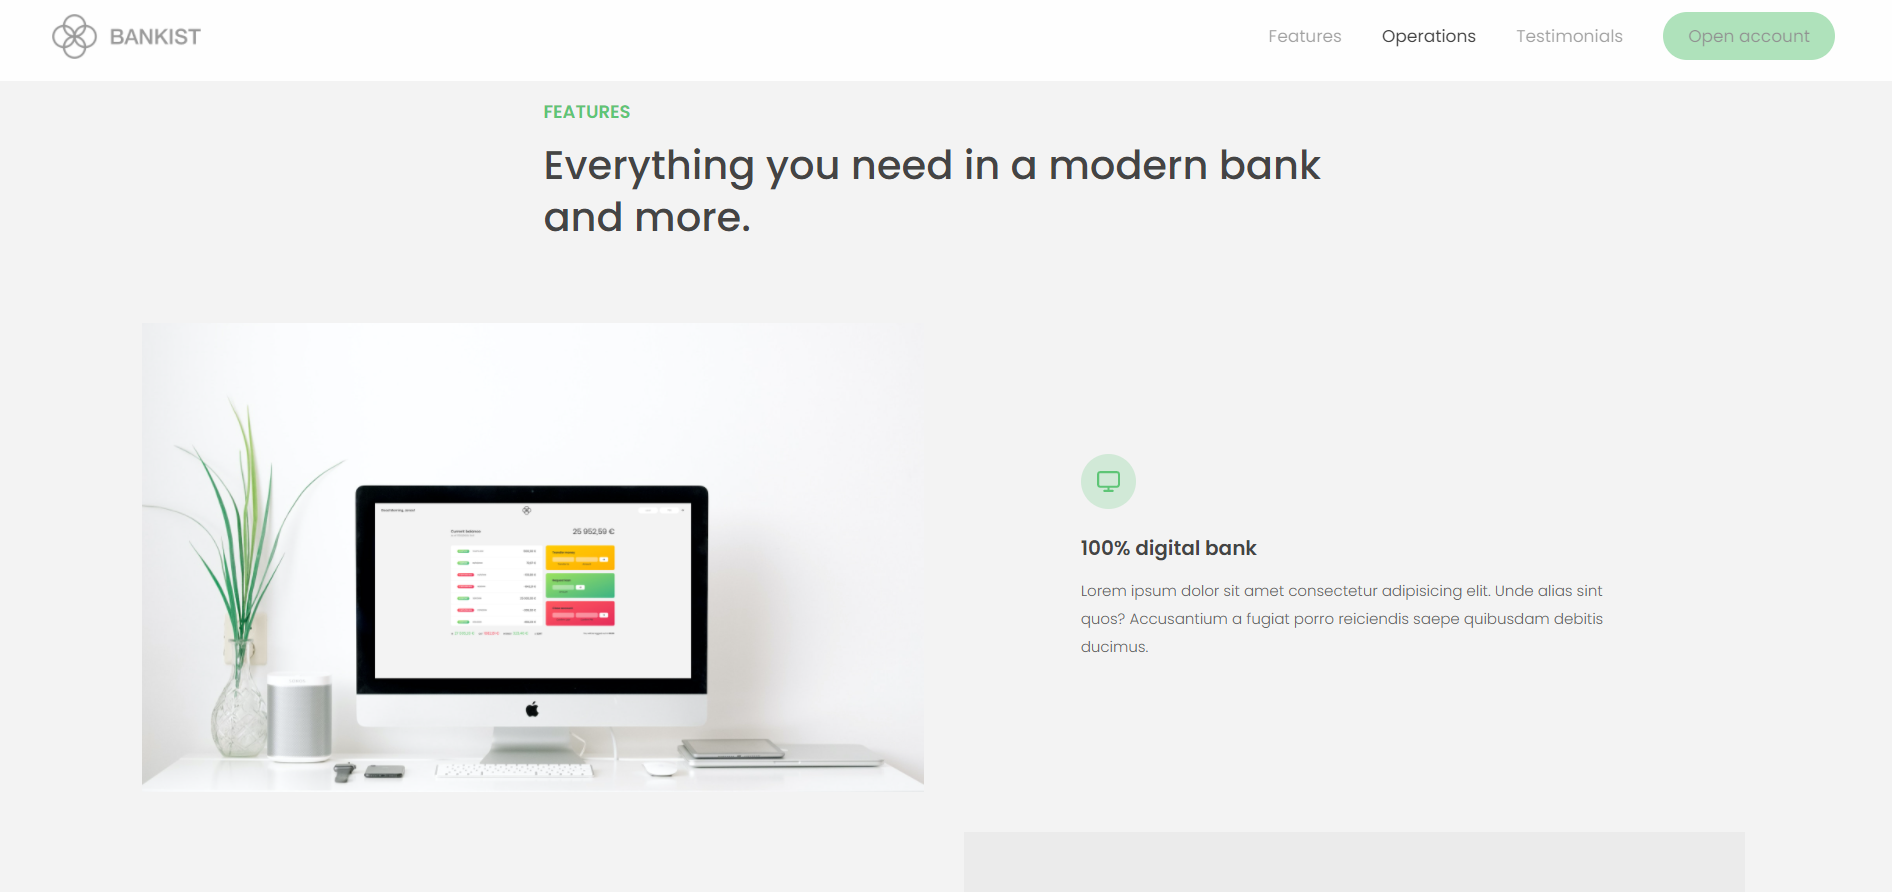 BANKIST
Features
Operations
Testimonials
Open account
FEATURES
Everything you need in a modern bank
and more.
Current balance
25 952,59 €
100% digital bank
Lorem ipsum dolor sit amet consectetur adipisicing elit. Unde alias sint
quos? Accusantium a fugiat porro reiciendis saepe quibusdam debitis
ducimus.